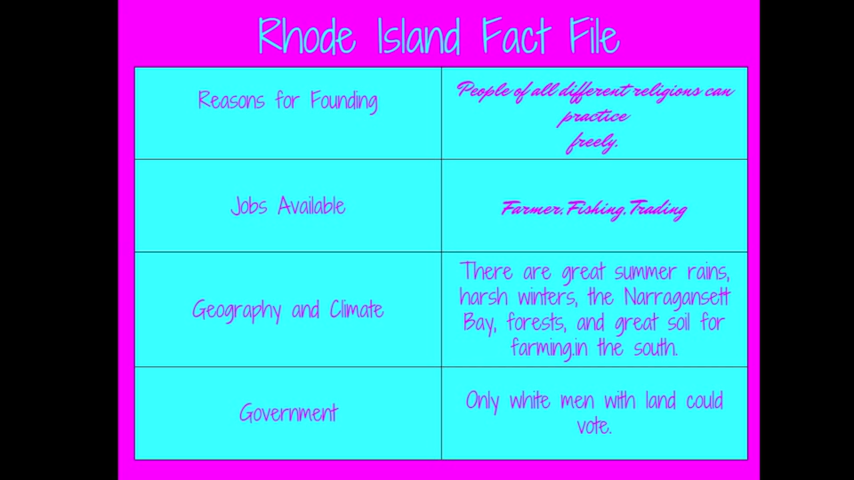 Rhode Island Fact File
Reasons for Founding
People of all different religions can
practice
freely.
Jobs Available
Farmer,Fishing,Trading
Geography and Climate
There are great summer rains,
harsh winters, the Narragansett
Bay, forests, and great soil for
farming.in the south.
Government
Only white men with land could
vote.